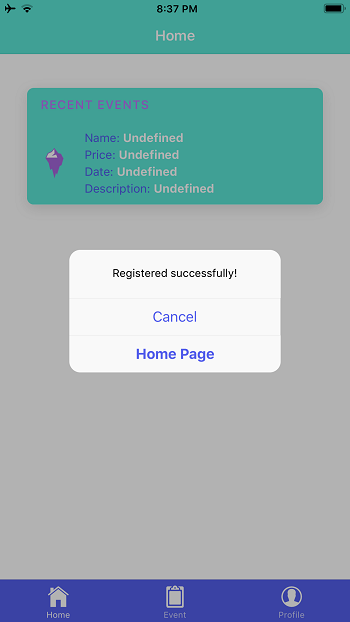 8:37 PM
Home
RECENT EVENTS
Name: Undefined
Price: Undefined
Date: Undefined
Description: Undefined
Registered successfully!
Cancel
Home Page
Home Event Profile